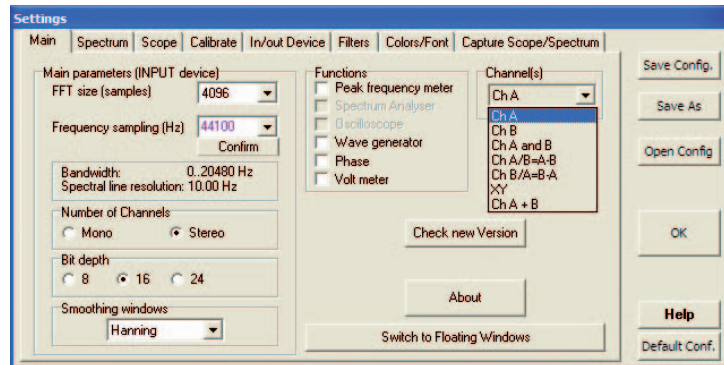 Settings
Main Spectrum Scope Calibrate In/out Device Filters Colors/Font Capture Scope/Spectrum
Main parameters (INPUT device)
FFT size (samples) 4096
Frequency sampling (Hz) 44100
Confirm
Bandwidth: 0..20480 Hz
Spectral line resolution: 10.00 Hz
Number of Channels
Mono Stereo
Bit depth
8 16 24
Smoothing windows
Hanning
Functions
Peak frequency meter
Spectrum Analyser
Oscilloscope
Wave generator
Phase
Volt meter
Channel(s)
Ch A
Ch A
Ch B
Ch A and B
Ch A/B=A-B
Ch B/A=B-A
XY
Ch A + B
Check new Version
About
Switch to Floating Windows
Save Config.
Save As
Open Config
OK
Help
Default Conf.